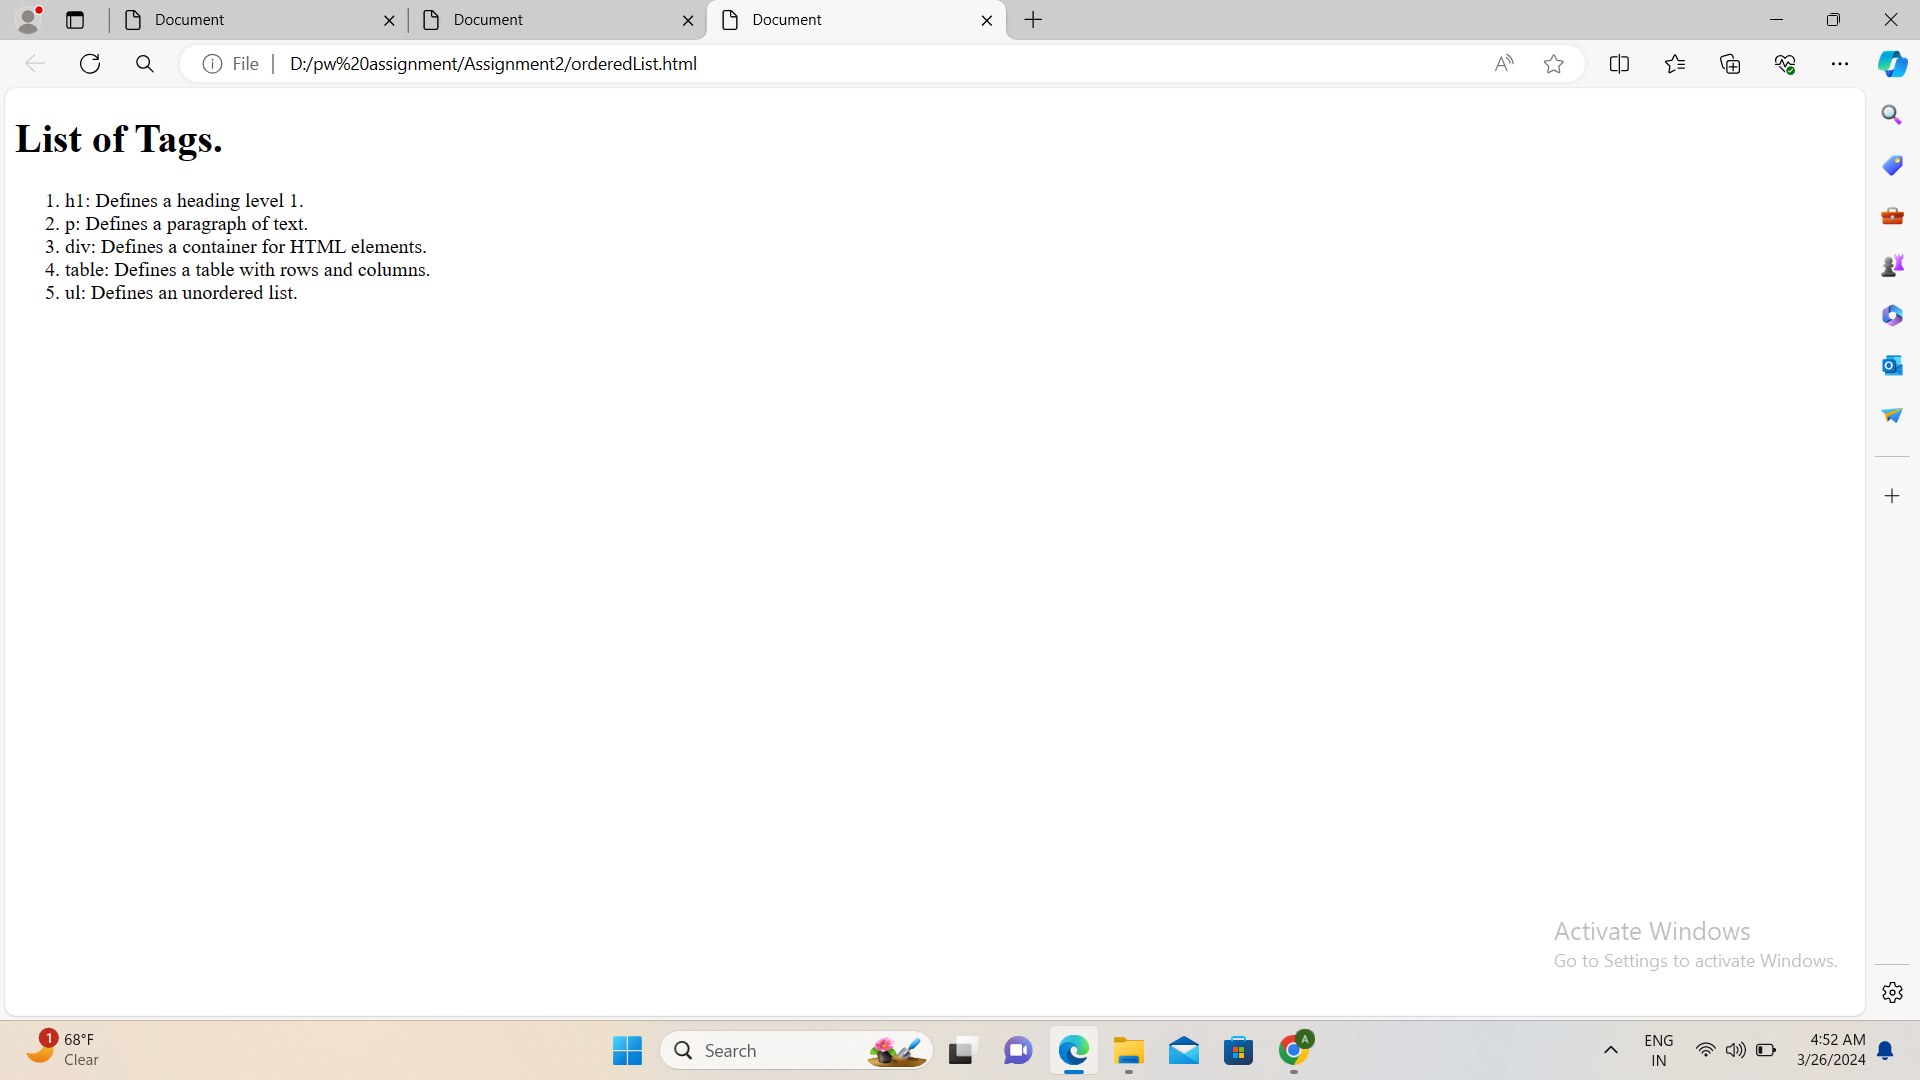 Document
Document
Document
File
D:/pw%20assignment/Assignment2/orderedList.html
List of Tags.
1. h1: Defines a heading level 1.
2. p: Defines a paragraph of text.
3. div: Defines a container for HTML elements.
4. table: Defines a table with rows and columns.
5. ul: Defines an unordered list.
Activate Windows
Go to Settings to activate Windows.
1
68°F
Clear
Search
A
ENG
IN
4:52 AM
3/26/2024